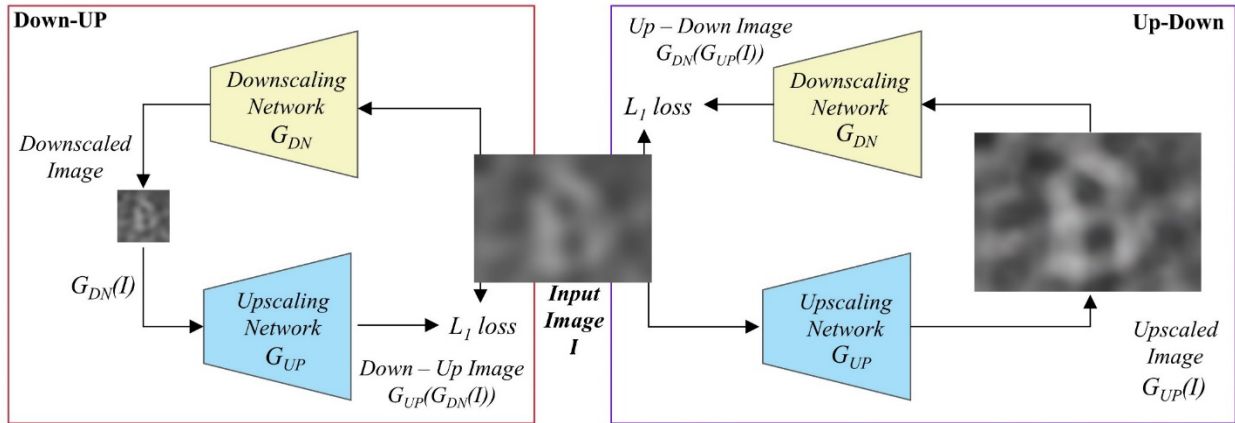 Down-UP
Downscaling
Network
G_DN
Downscaled
Image
G_DN(I)
Upscaling
Network
G_UP
L_1 loss
Down – Up Image
G_UP(G_DN(I))
Input
Image
I
Up-Down
Up – Down Image
G_DN(G_UP(I))
L_1 loss
Downscaling
Network
G_DN
Upscaling
Network
G_UP
Upscaled
Image
G_UP(I)